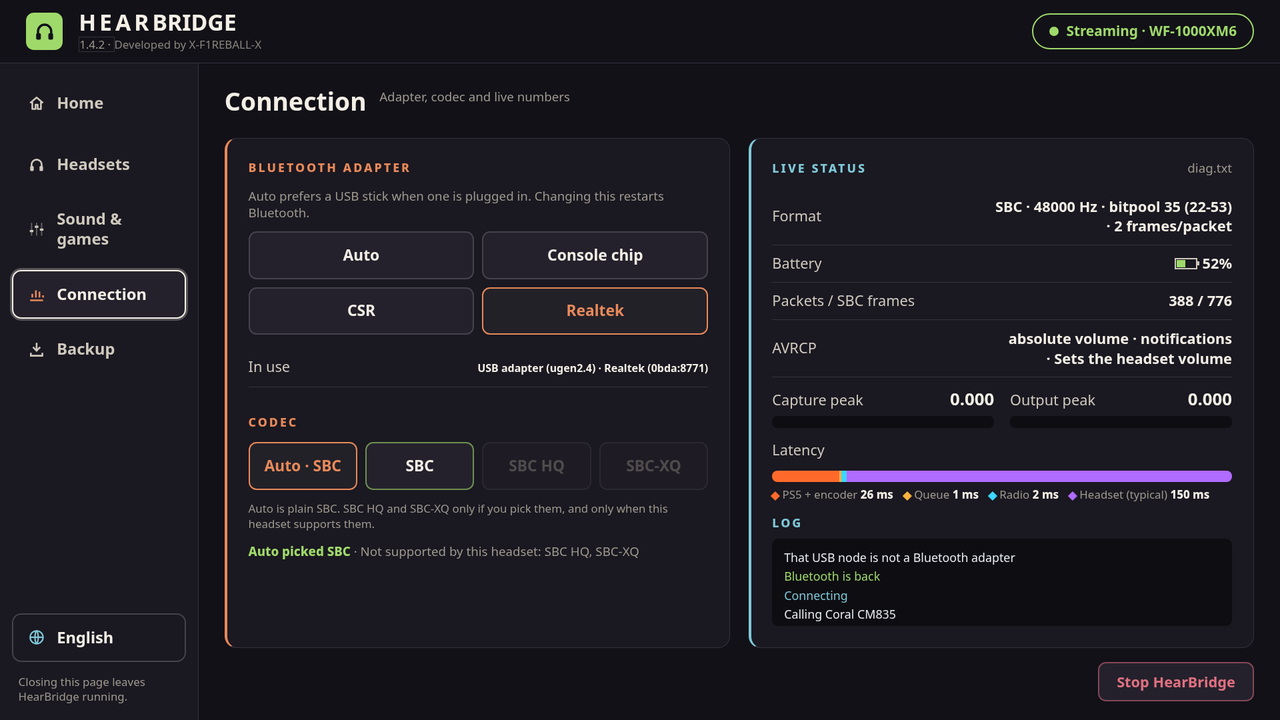 HEARBRIDGE
1.4.2 · Developed by X-F1REBALL-X
Streaming · WF-1000XM6
Home
Headsets
Sound &
games
Connection
Backup
English
Closing this page leaves
HearBridge running.
Connection
Adapter, codec and live numbers
BLUETOOTH ADAPTER
Auto prefers a USB stick when one is plugged in. Changing this restarts
Bluetooth.
Auto
Console chip
CSR
Realtek
In use
USB adapter (ugen2.4) · Realtek (0bda:8771)
CODEC
Auto · SBC
SBC
SBC HQ
SBC-XQ
Auto is plain SBC. SBC HQ and SBC-XQ only if you pick them, and only when this
headset supports them.
Auto picked SBC · Not supported by this headset: SBC HQ, SBC-XQ
LIVE STATUS
diag.txt
Format
SBC · 48000 Hz · bitpool 35 (22-53)
· 2 frames/packet
Battery
52%
Packets / SBC frames
388 / 776
AVRCP
absolute volume · notifications
· Sets the headset volume
Capture peak
0.000
Output peak
0.000
Latency
PS5 + encoder 26 ms
Queue 1 ms
Radio 2 ms
Headset (typical) 150 ms
LOG
That USB node is not a Bluetooth adapter
Bluetooth is back
Connecting
Calling Coral CM835
Stop HearBridge